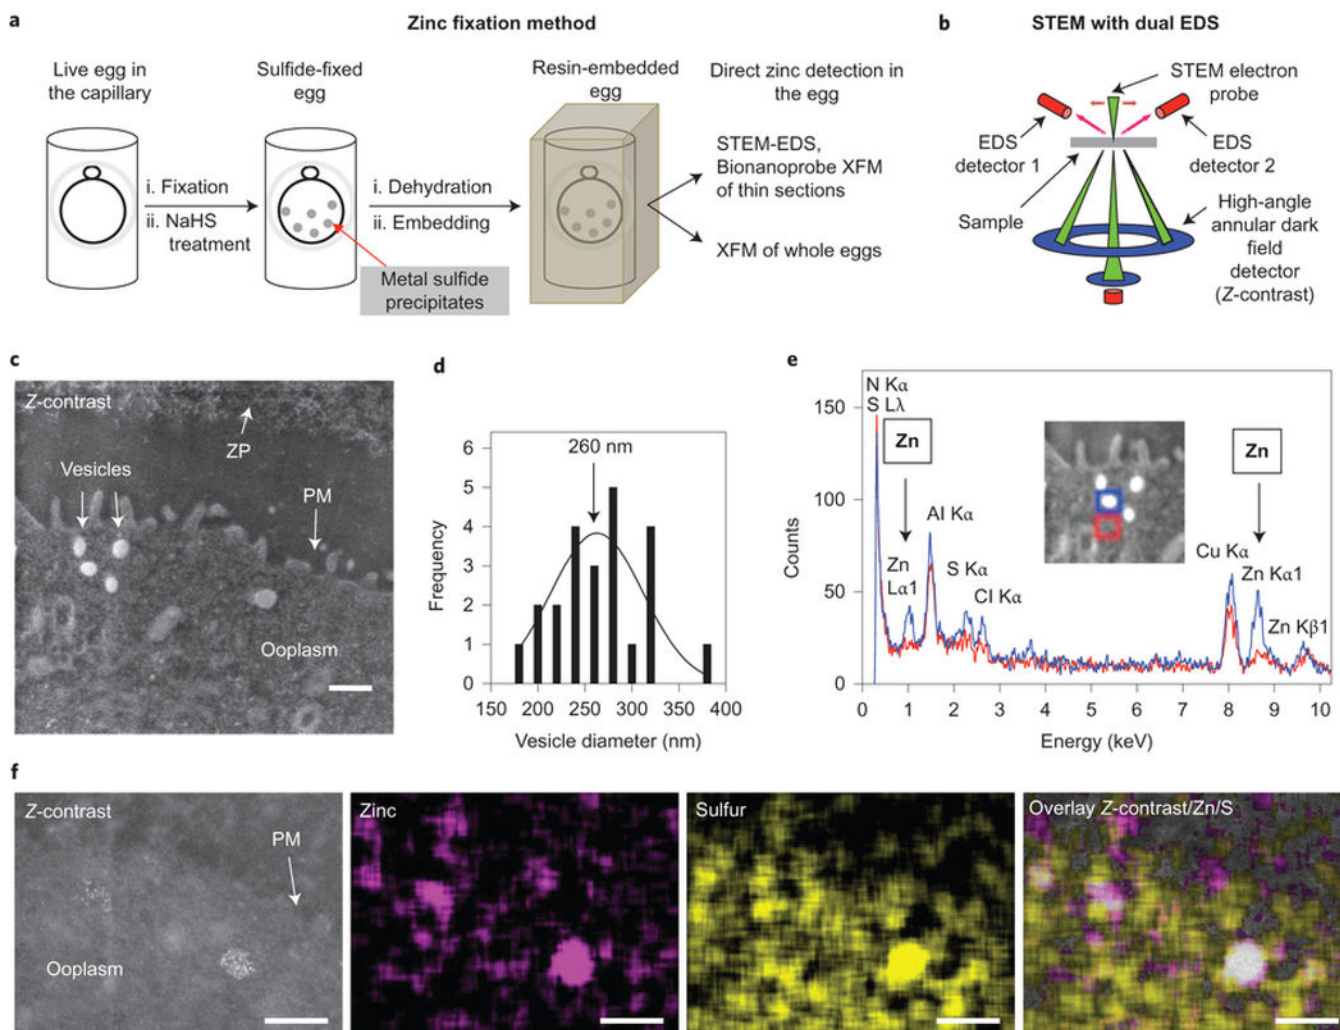 a
Zinc fixation method
Live egg in
the capillary
i. Fixation
ii. NaHS
treatment
Sulfide-fixed
egg
i. Dehydration
ii. Embedding
Metal sulfide
precipitates
Resin-embedded
egg
Direct zinc detection in
the egg
STEM-EDS,
Bionanoprobe XFM
of thin sections
XFM of whole eggs
b
STEM with dual EDS
STEM electron
probe
EDS
detector 1
EDS
detector 2
Sample
High-angle
annular dark
field
detector
(Z-contrast)
c
Z-contrast
ZP
Vesicles
PM
Ooplasm
d
260 nm
Frequency
6
5
4
3
2
1
0
150 200 250 300 350 400
Vesicle diameter (nm)
e
N Kα
S Lλ
Zn
Zn
Lα1
Al Kα
S Kα
Cl Kα
Zn
Cu Kα
Zn Kα1
Zn Kβ1
Counts
150
100
50
0
0 1 2 3 4 5 6 7 8 9 10
Energy (keV)
f
Z-contrast
PM
Ooplasm
Zinc
Sulfur
Overlay Z-contrast/Zn/S